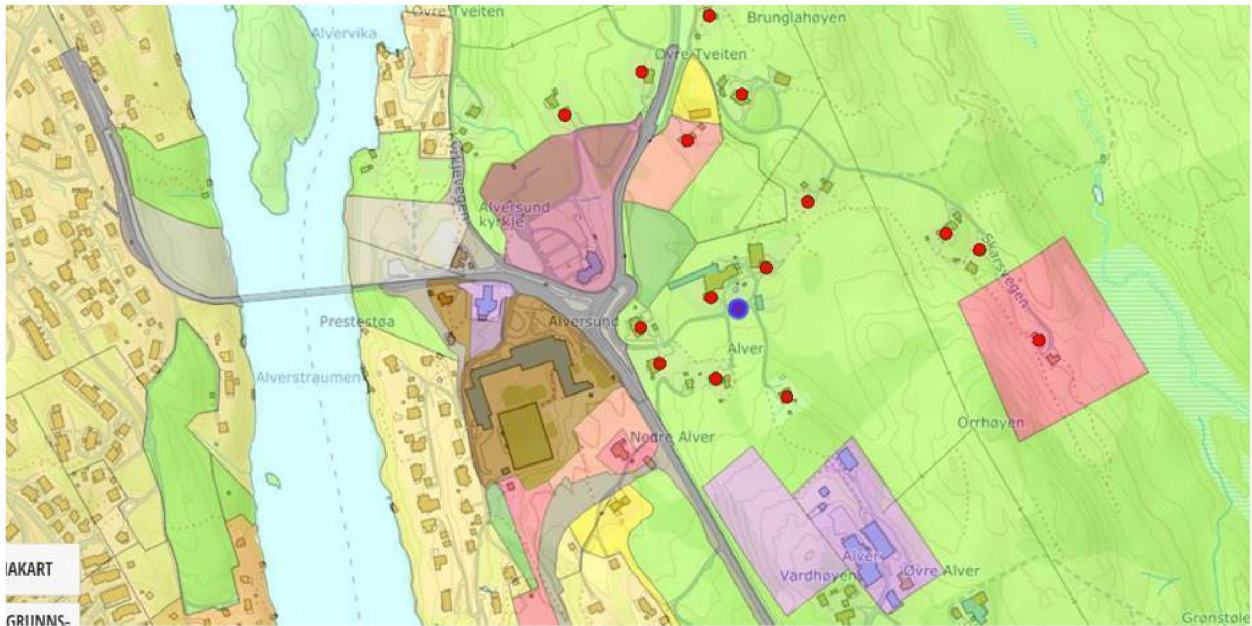 Øvre Tveiten
Brunglahøyen
Alvervika
Øvre Tveiten
Kyrkjevegen
Alversund
kyrkje
Skarsvegen
Prestestøa
Alversund
Alver
Alverstraumen
Orrhøyen
Nedre Alver
Alver
Vardhøyen
Øvre Alver
AKART
GRUNNS-
Grønstøle